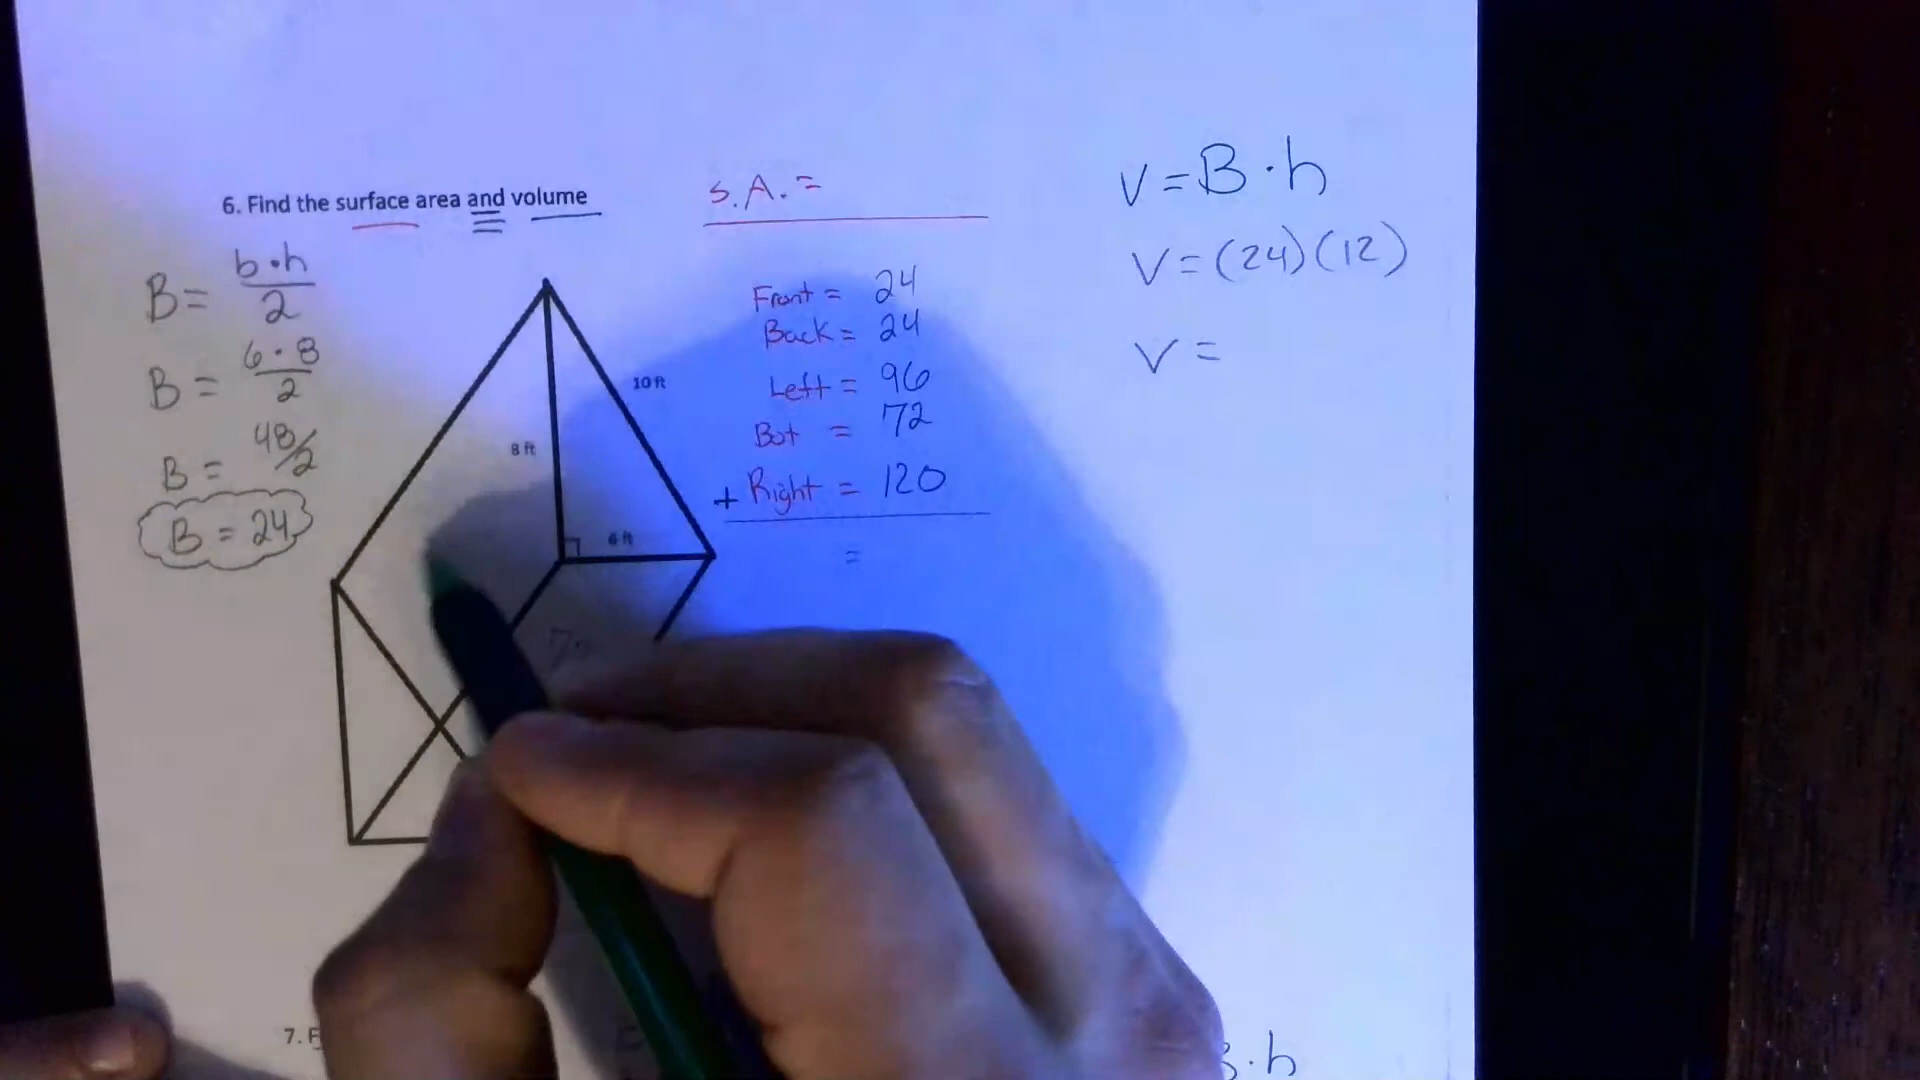 6. Find the surface area and volume
B = b·h/2
B = 6·8/2
B = 48/2
B = 24
10 ft
8 ft
6 ft
S.A. =
Front = 24
Back = 24
Left = 96
Bot = 72
+ Right = 120
=
V = B · h
V = (24)(12)
V =
7. F
· h